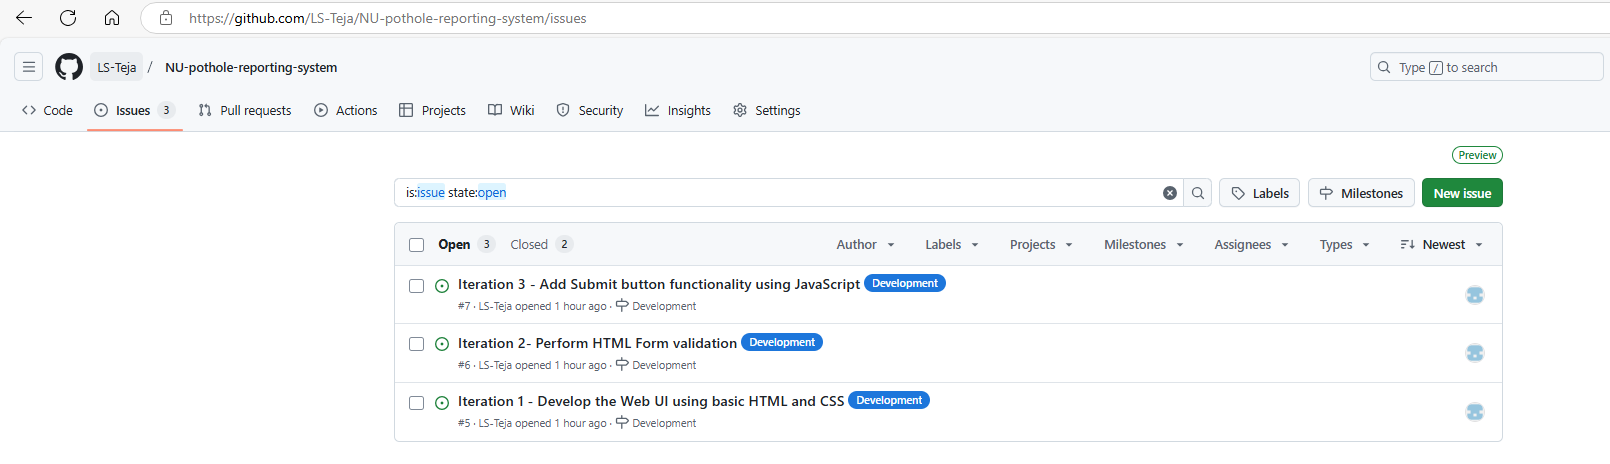 https://github.com/LS-Teja/NU-pothole-reporting-system/issues
LS-Teja / NU-pothole-reporting-system
Type / to search
Code Issues 3 Pull requests Actions Projects Wiki Security Insights Settings
Preview
is:issue state:open
Labels Milestones New issue
Open 3 Closed 2 Author Labels Projects Milestones Assignees Types Newest
Iteration 3 - Add Submit button functionality using JavaScript Development
#7 · LS-Teja opened 1 hour ago · Development
Iteration 2- Perform HTML Form validation Development
#6 · LS-Teja opened 1 hour ago · Development
Iteration 1 - Develop the Web UI using basic HTML and CSS Development
#5 · LS-Teja opened 1 hour ago · Development